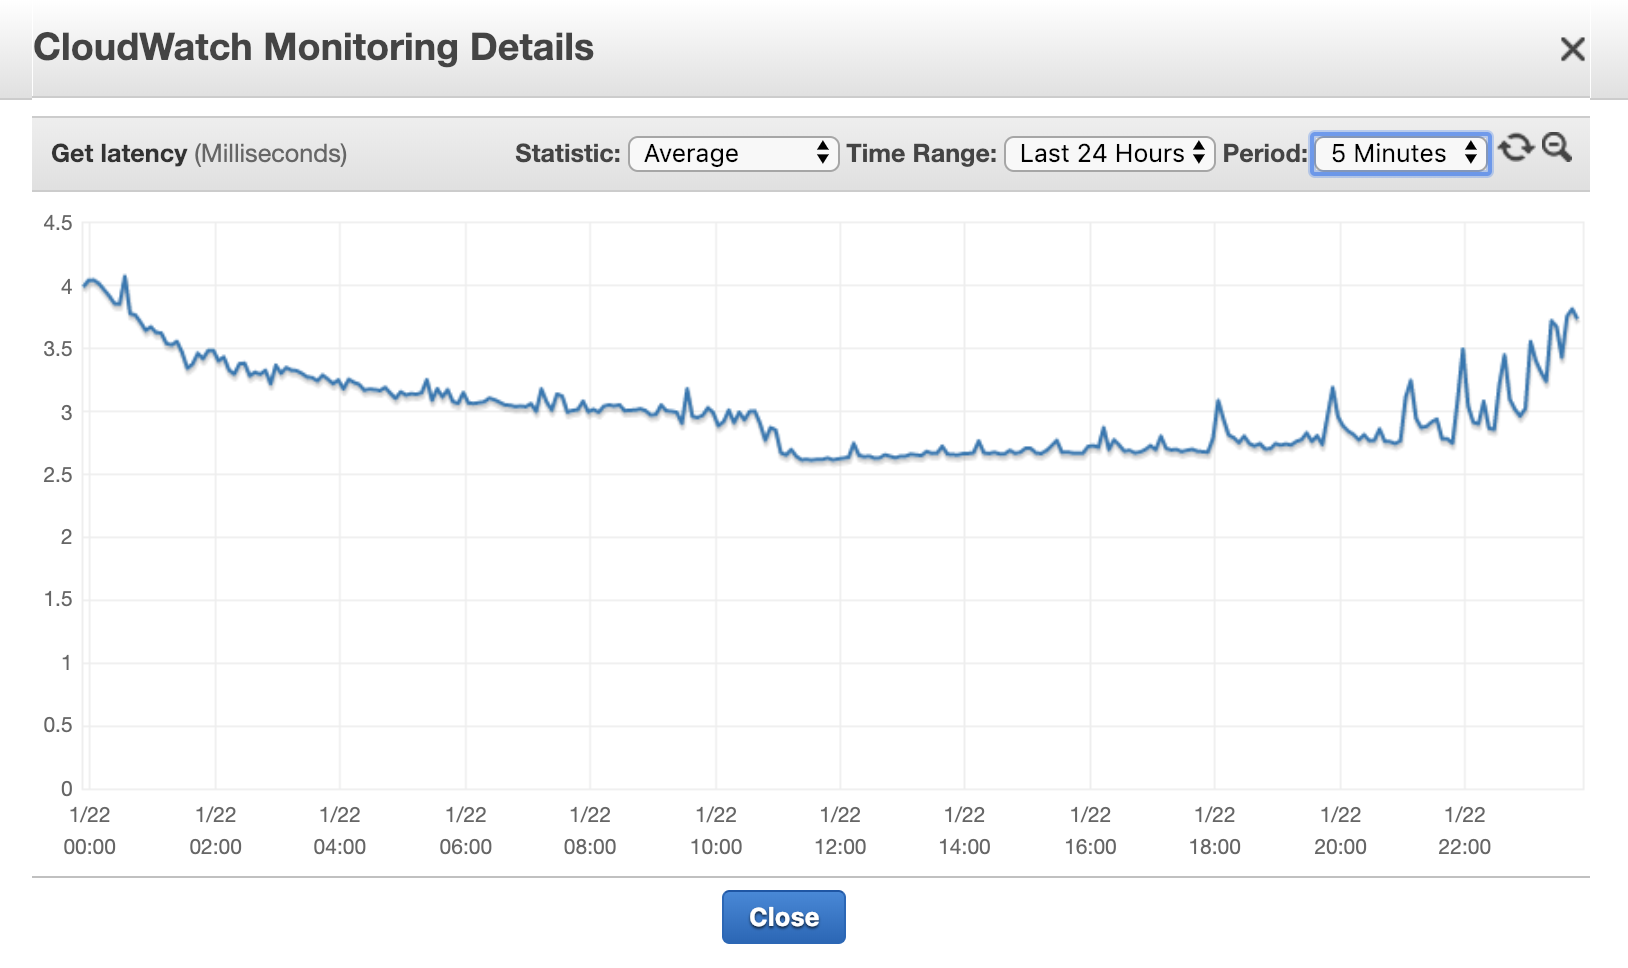 CloudWatch Monitoring Details
Get latency (Milliseconds) Statistic: Average Time Range: Last 24 Hours Period: 5 Minutes
4.5
4
3.5
3
2.5
2
1.5
1
0.5
0
1/22 1/22 1/22 1/22 1/22 1/22 1/22 1/22 1/22 1/22 1/22 1/22
00:00 02:00 04:00 06:00 08:00 10:00 12:00 14:00 16:00 18:00 20:00 22:00
Close